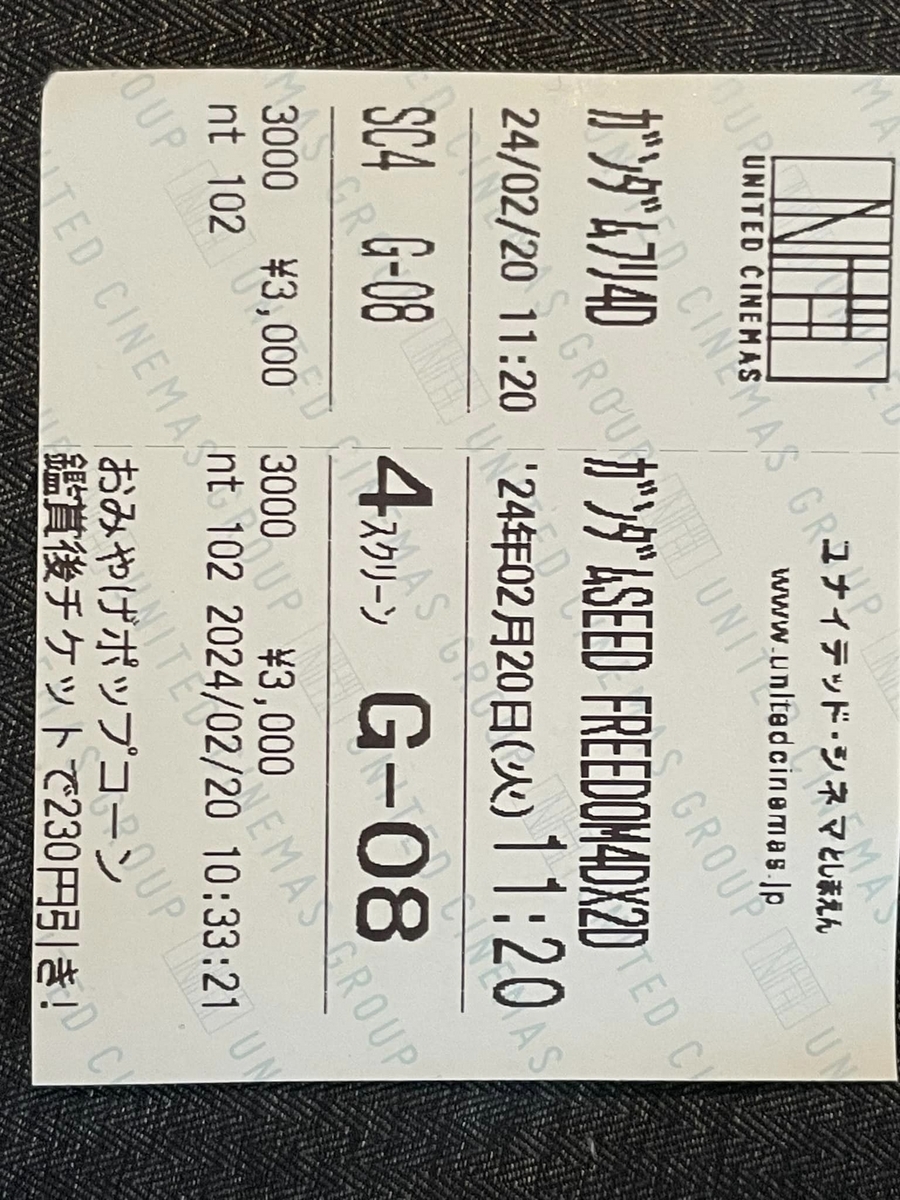 UNITED CINEMAS
ガンダムフリ4D
24/02/20 11:20
SC4 G-08
3000 ¥3,000
nt 102
ユナイテッド・シネマとしまえん
www.unitedcinemas.jp
ガンダムSEED FREEDOM4DX2D
'24年02月20日(火) 11:20
4スクリーン G-08
3000 ¥3,000
nt 102 2024/02/20 10:33:21
おみやげポップコーン
鑑賞後チケットで230円引き!